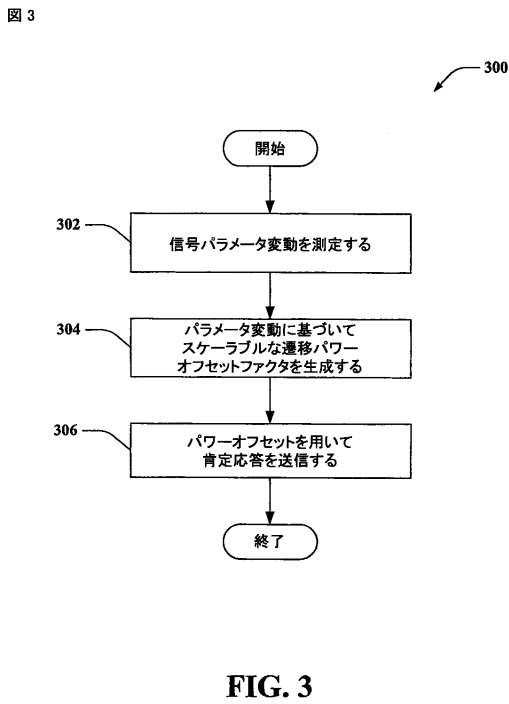 図 3
300
開始
302
信号パラメータ変動を測定する
304
パラメータ変動に基づいて
スケーラブルな遷移パワー
オフセットファクタを生成する
306
パワーオフセットを用いて
肯定応答を送信する
終了
FIG. 3